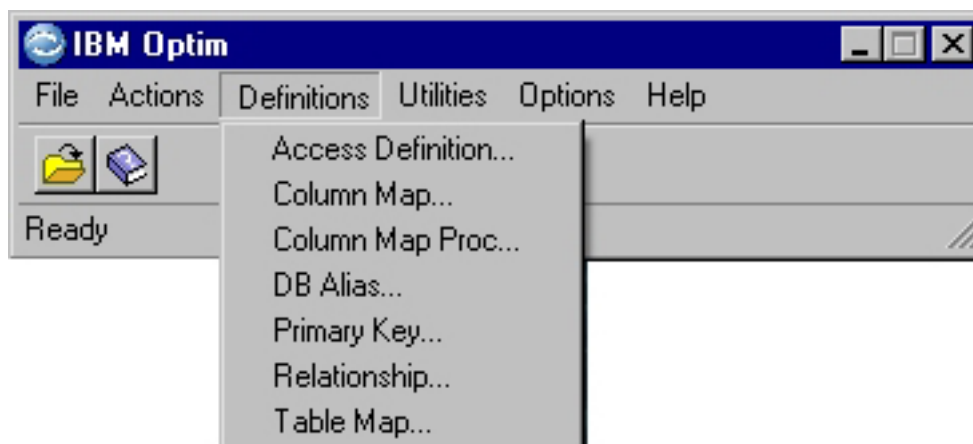 IBM Optim
File Actions Definitions Utilities Options Help
Access Definition...
Column Map...
Ready
Column Map Proc...
DB Alias...
Primary Key...
Relationship...
Table Map...